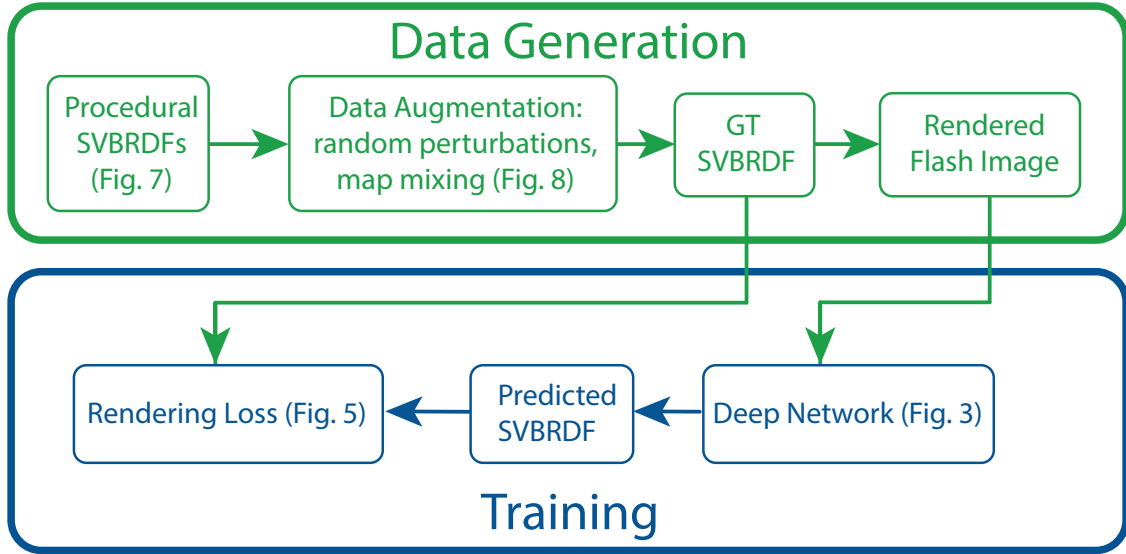 Data Generation
Procedural
SVBRDFs
(Fig. 7)
Data Augmentation:
random perturbations,
map mixing (Fig. 8)
GT
SVBRDF
Rendered
Flash Image
Rendering Loss (Fig. 5)
Predicted
SVBRDF
Deep Network (Fig. 3)
Training